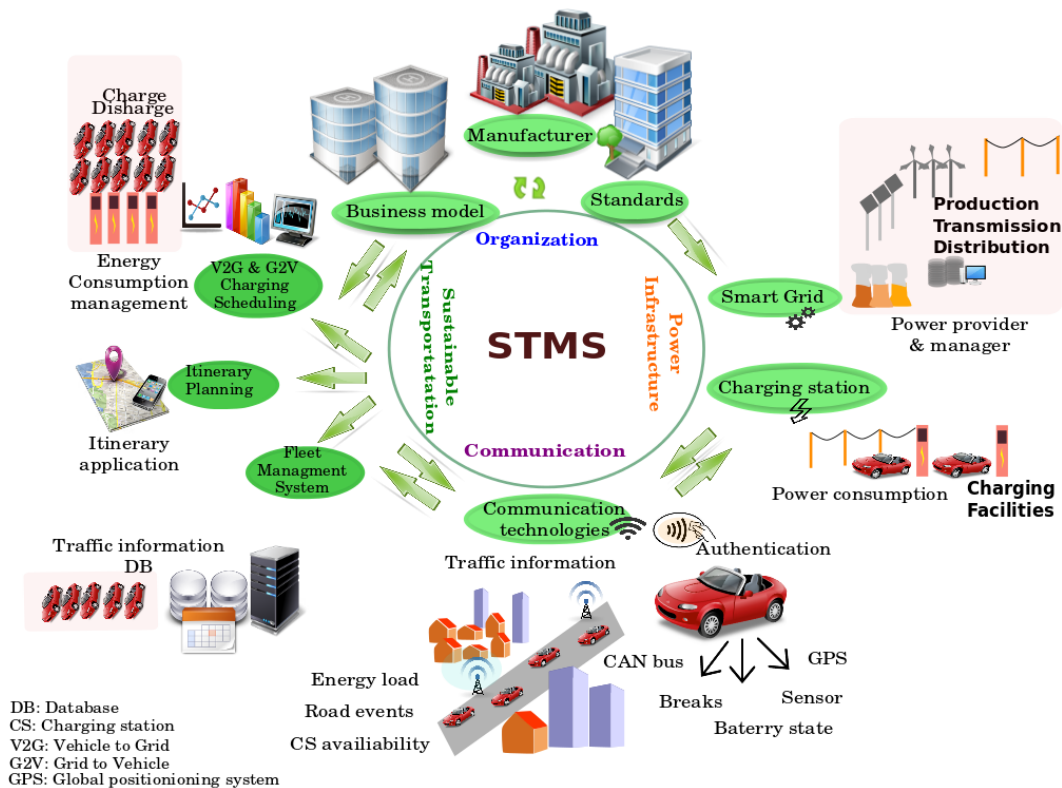 Charge
Disharge
Manufacturer
Business model
Standards
Organization
Production
Transmission
Distribution
Energy
Consumption
management
V2G & G2V
Charging
Scheduling
Smart Grid
Power provider
& manager
Sustainable
Transportatation
STMS
Power
Infrastructure
Itinerary
Planning
Charging station
Itinerary
application
Communication
Fleet
Managment
System
Power consumption
Charging
Facilities
Communication
technologies
Authentication
Traffic information
DB
Traffic information
CAN bus
GPS
Energy load
Breaks
Sensor
Road events
Baterry state
CS availiability
DB: Database
CS: Charging station
V2G: Vehicle to Grid
G2V: Grid to Vehicle
GPS: Global positionioning system